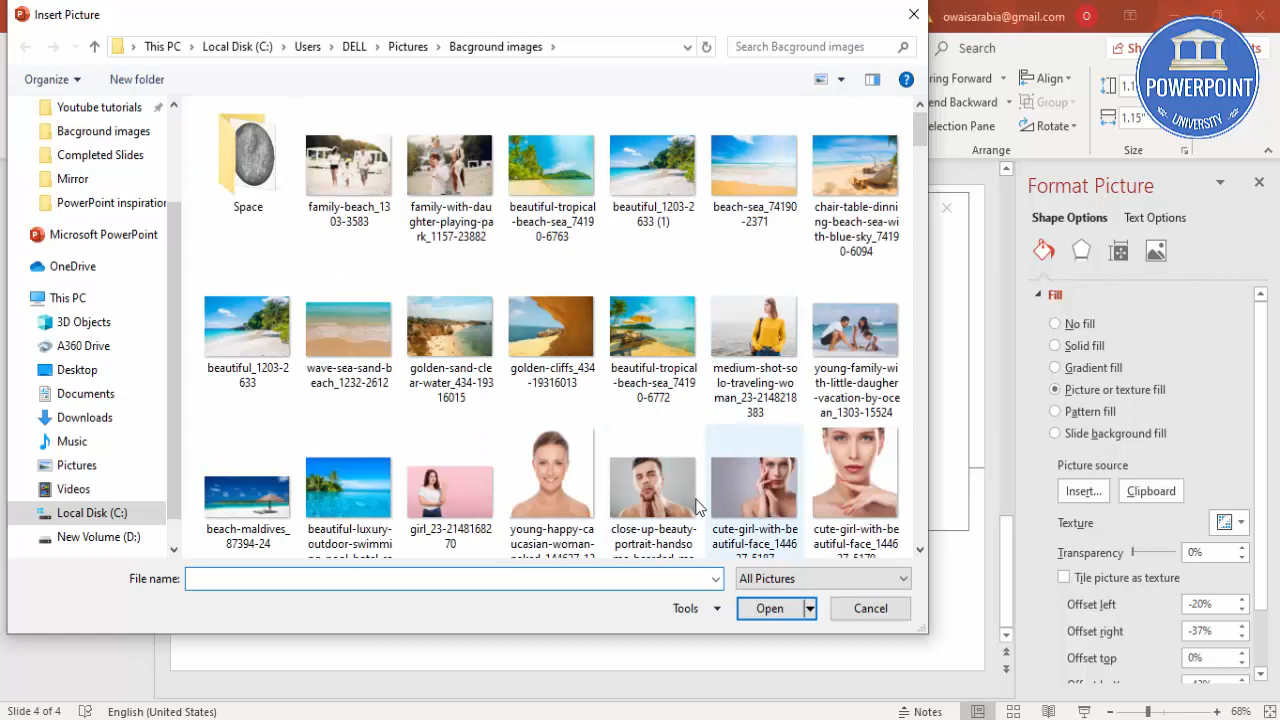 Insert Picture
owaisarabia@gmail.com
O
This PC
Local Disk (C:)
Users
DELL
Pictures
Bacground images
Search Bacground images
Search
Organize
New folder
ring Forward
Align
end Backward
Group
election Pane
Rotate
Arrange
1.15"
Size
POWERPOINT
UNIVERSITY
Youtube tutorials
Bacground images
Completed Slides
Mirror
PowerPoint inspiration
Microsoft PowerPoint
OneDrive
This PC
3D Objects
A360 Drive
Desktop
Documents
Downloads
Music
Pictures
Videos
Local Disk (C:)
New Volume (D:)
Space
family-beach_13
03-3583
family-with-dau
ghter-playing-pa
rk_1157-23882
beautiful-tropical
-beach-sea_7419
0-6763
beautiful_1203-2
633 (1)
beach-sea_74190
-2371
chair-table-dinni
ng-beach-sea-wi
th-blue-sky_7419
0-6094
beautiful_1203-2
633
wave-sea-sand-b
each_1232-2612
golden-sand-cle
ar-water_434-193
16015
golden-cliffs_434
-19316013
beautiful-tropical
-beach-sea_7419
0-6772
medium-shot-so
lo-traveling-wo
man_23-2148218
383
young-family-wi
th-little-daughter
-vacation-by-oce
an_1303-15524
beach-maldives_
87394-24
beautiful-luxury-
outdoor-swimmi
girl_23-21481682
70
young-happy-ca
ucasian-woman-
close-up-beauty-
portrait-handso
cute-girl-with-be
autiful-face_1446
cute-girl-with-be
autiful-face_1446
File name:
All Pictures
Tools
Open
Cancel
Format Picture
Shape Options
Text Options
Fill
No fill
Solid fill
Gradient fill
Picture or texture fill
Pattern fill
Slide background fill
Picture source
Insert...
Clipboard
Texture
Transparency
0%
Tile picture as texture
Offset left
-20%
Offset right
-37%
Offset top
0%
Slide 4 of 4
English (United States)
Notes
68%